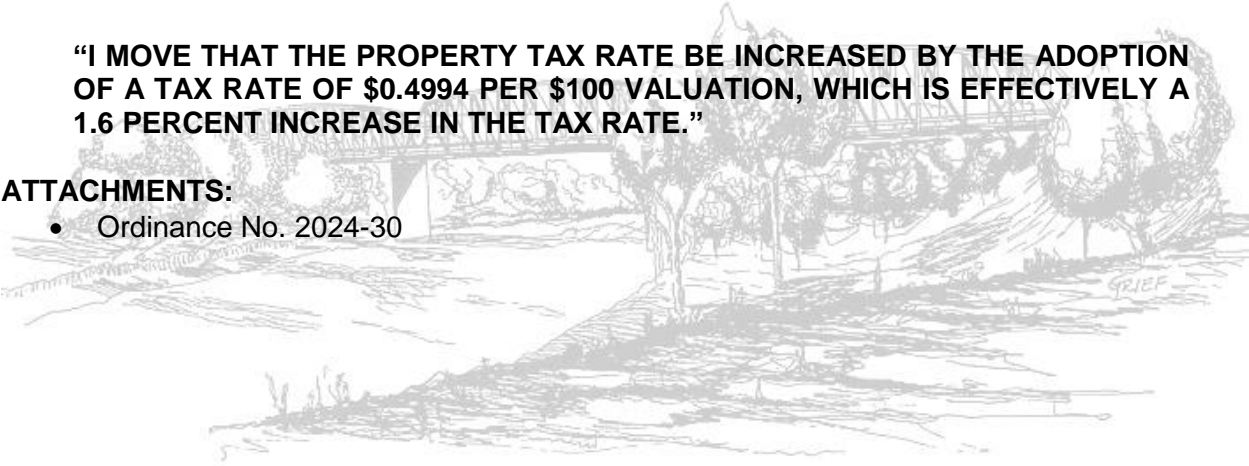 “I MOVE THAT THE PROPERTY TAX RATE BE INCREASED BY THE ADOPTION
OF A TAX RATE OF $0.4994 PER $100 VALUATION, WHICH IS EFFECTIVELY A
1.6 PERCENT INCREASE IN THE TAX RATE.”
ATTACHMENTS:
• Ordinance No. 2024-30
GRIEF